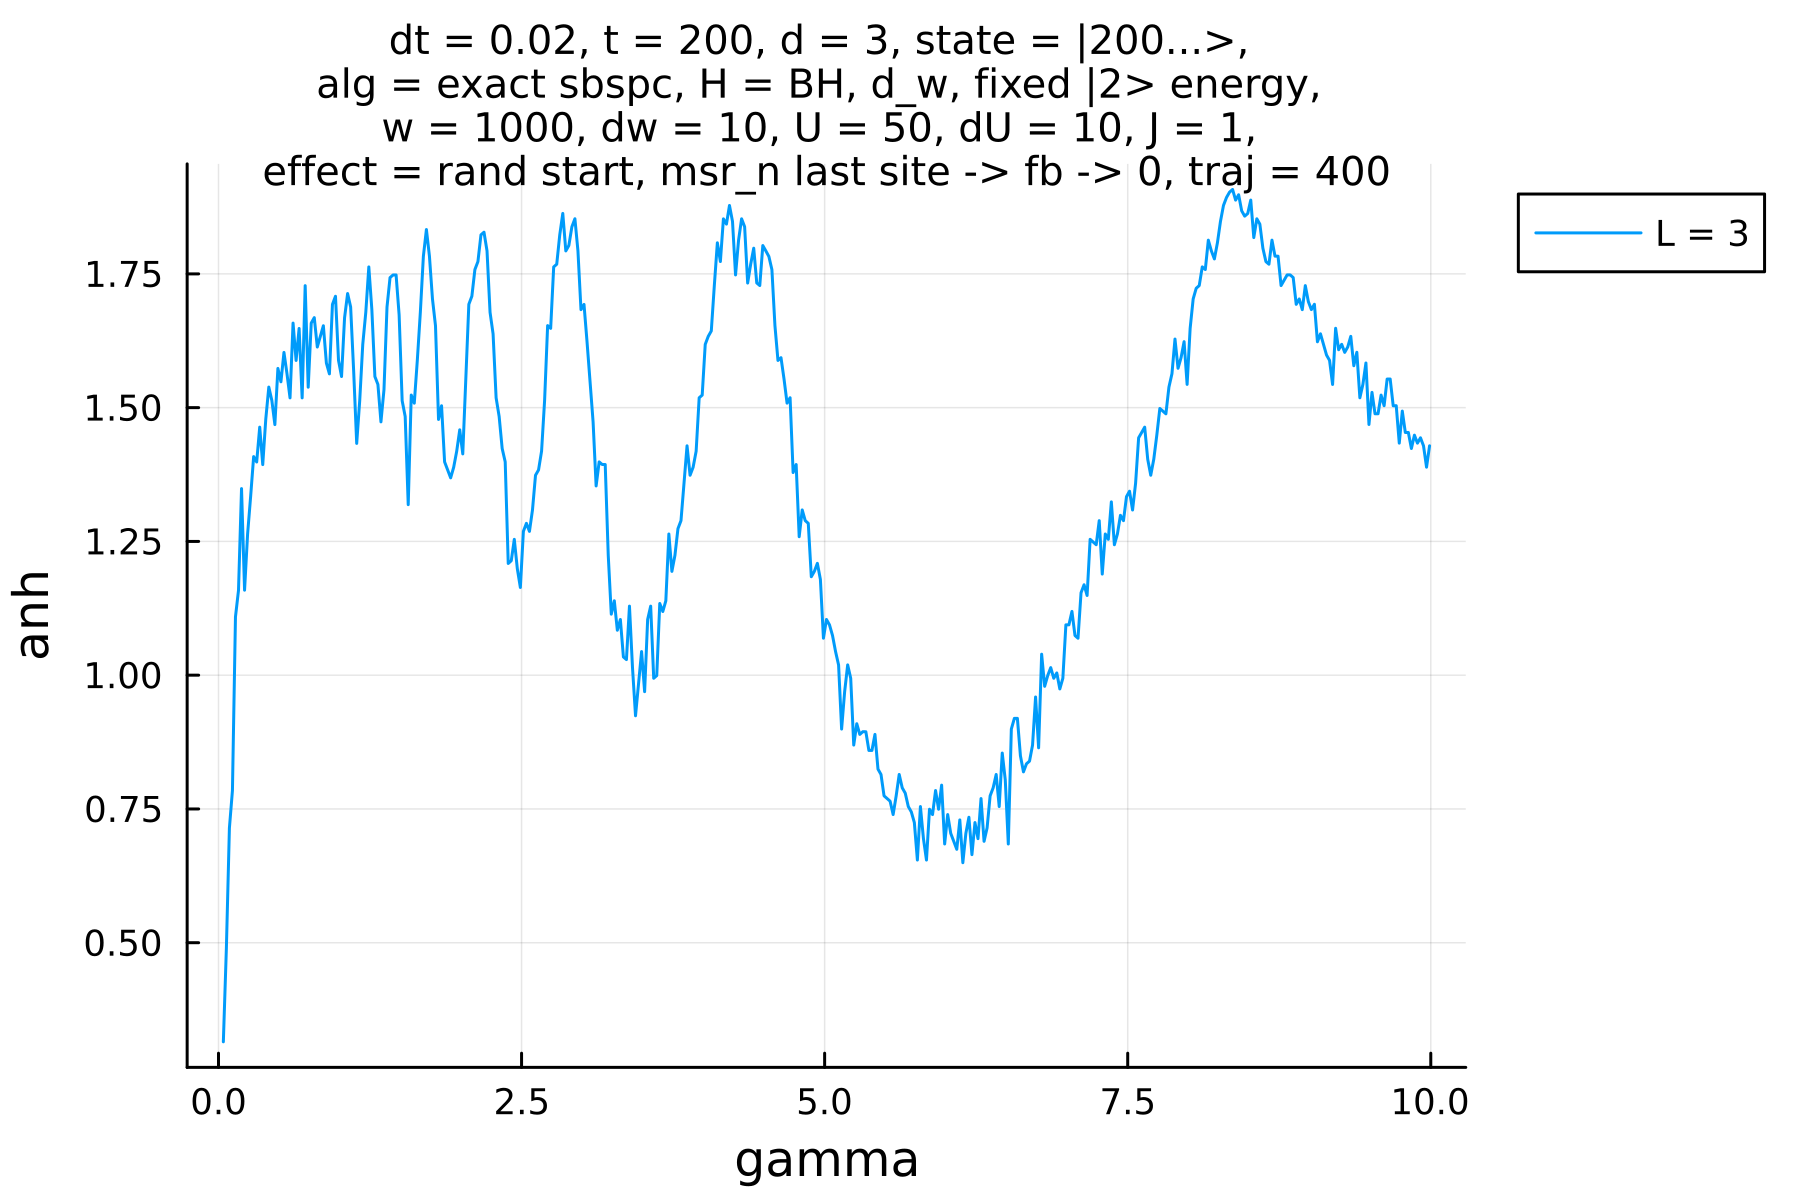 dt = 0.02, t = 200, d = 3, state = |200...>,
alg = exact sbspc, H = BH, d_w, fixed |2> energy,
w = 1000, dw = 10, U = 50, dU = 10, J = 1,
effect = rand start, msr_n last site -> fb -> 0, traj = 400
L = 3
anh
1.75
1.50
1.25
1.00
0.75
0.50
0.0 2.5 5.0 7.5 10.0
gamma